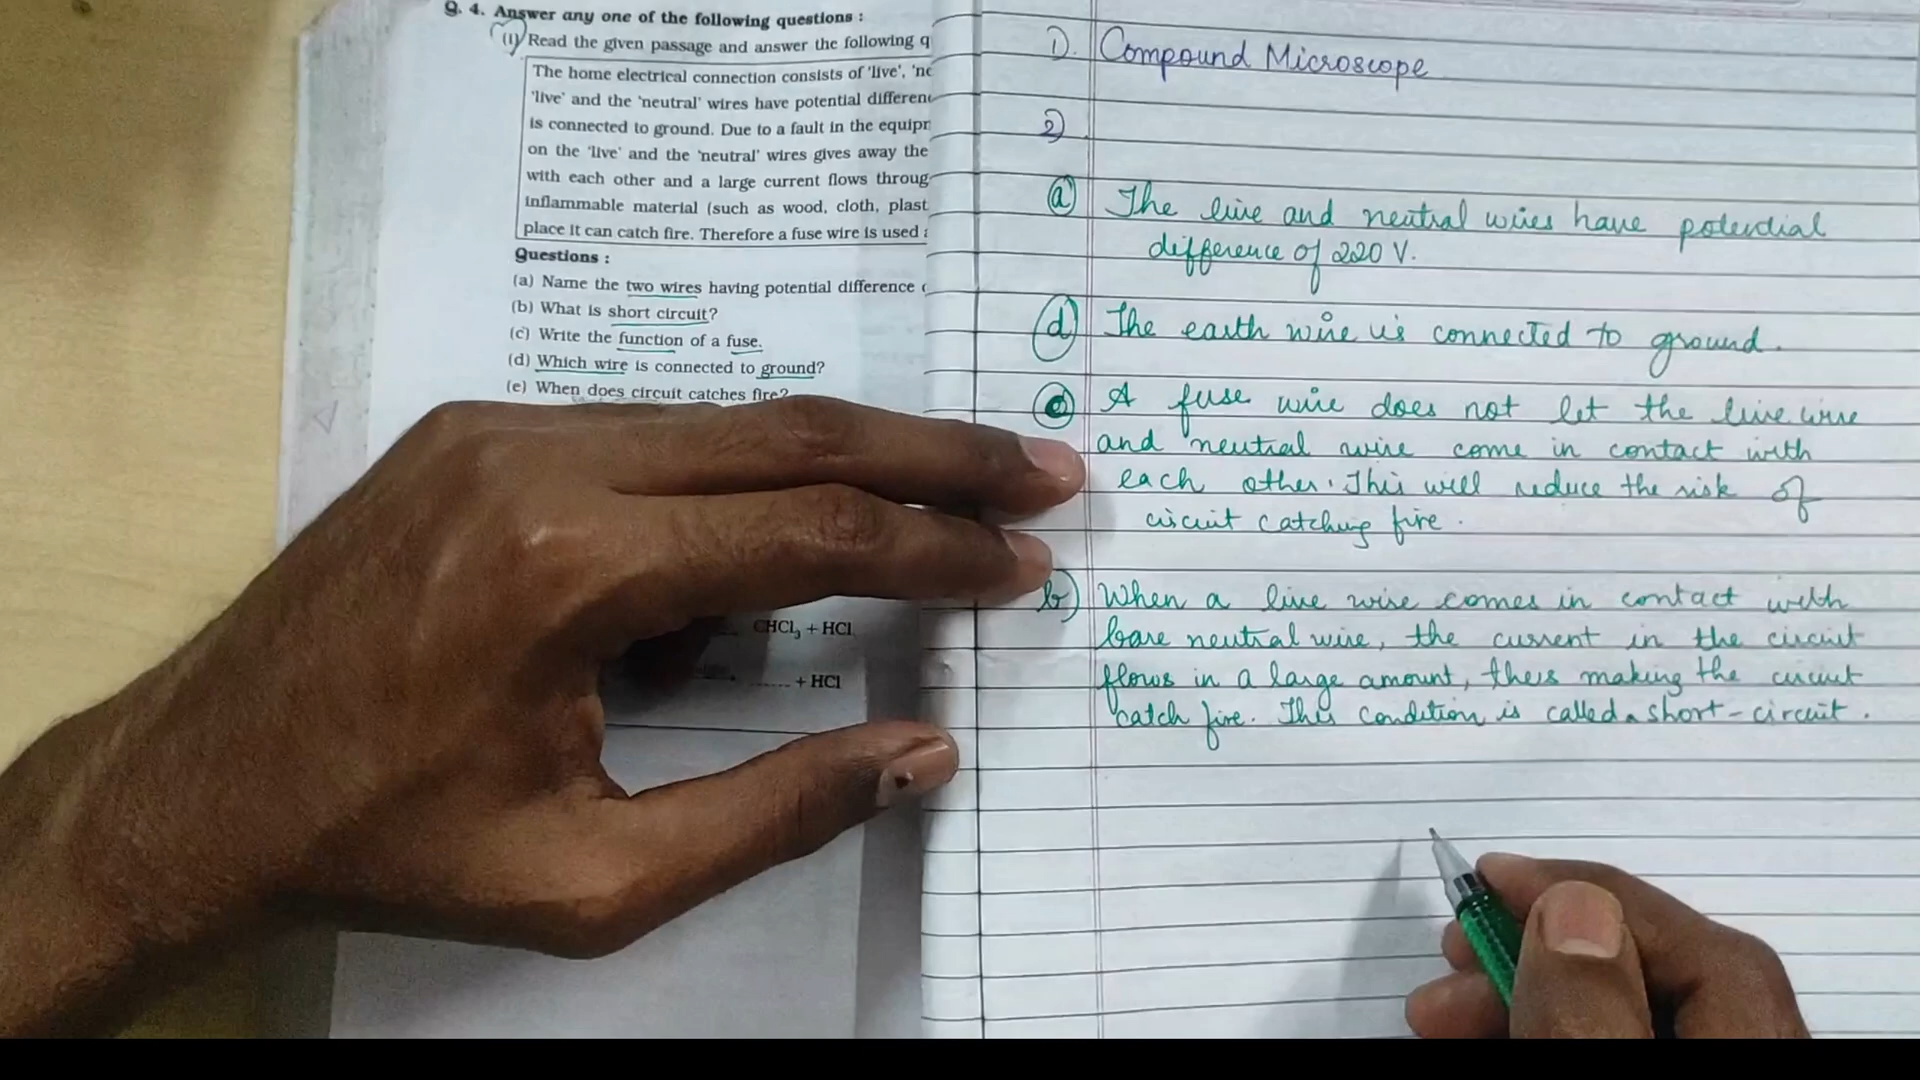 Q. 4. Answer any one of the following questions :
(1) Read the given passage and answer the following q
The home electrical connection consists of 'live', 'ne
'live' and the 'neutral' wires have potential differen
is connected to ground. Due to a fault in the equipr
on the 'live' and the 'neutral' wires gives away the
with each other and a large current flows throug
inflammable material (such as wood, cloth, plast
place it can catch fire. Therefore a fuse wire is used
Questions :
(a) Name the two wires having potential difference
(b) What is short circuit?
(c) Write the function of a fuse.
(d) Which wire is connected to ground?
(e) When does circuit catches fire?
CHCl₃ + HCl
...... + HCl
1). Compound Microscope
2)
(a) The live and neutral wires have potential
difference of 220 V.
(d) The earth wire is connected to ground.
A fuse wire does not let the live wire
and neutral wire come in contact with
each other. This will reduce the risk of
circuit catching fire.
b) When a live wire comes in contact with
bare neutral wire, the current in the circuit
flows in a large amount, thus making the circuit
catch fire. This condition is called a short-circuit.